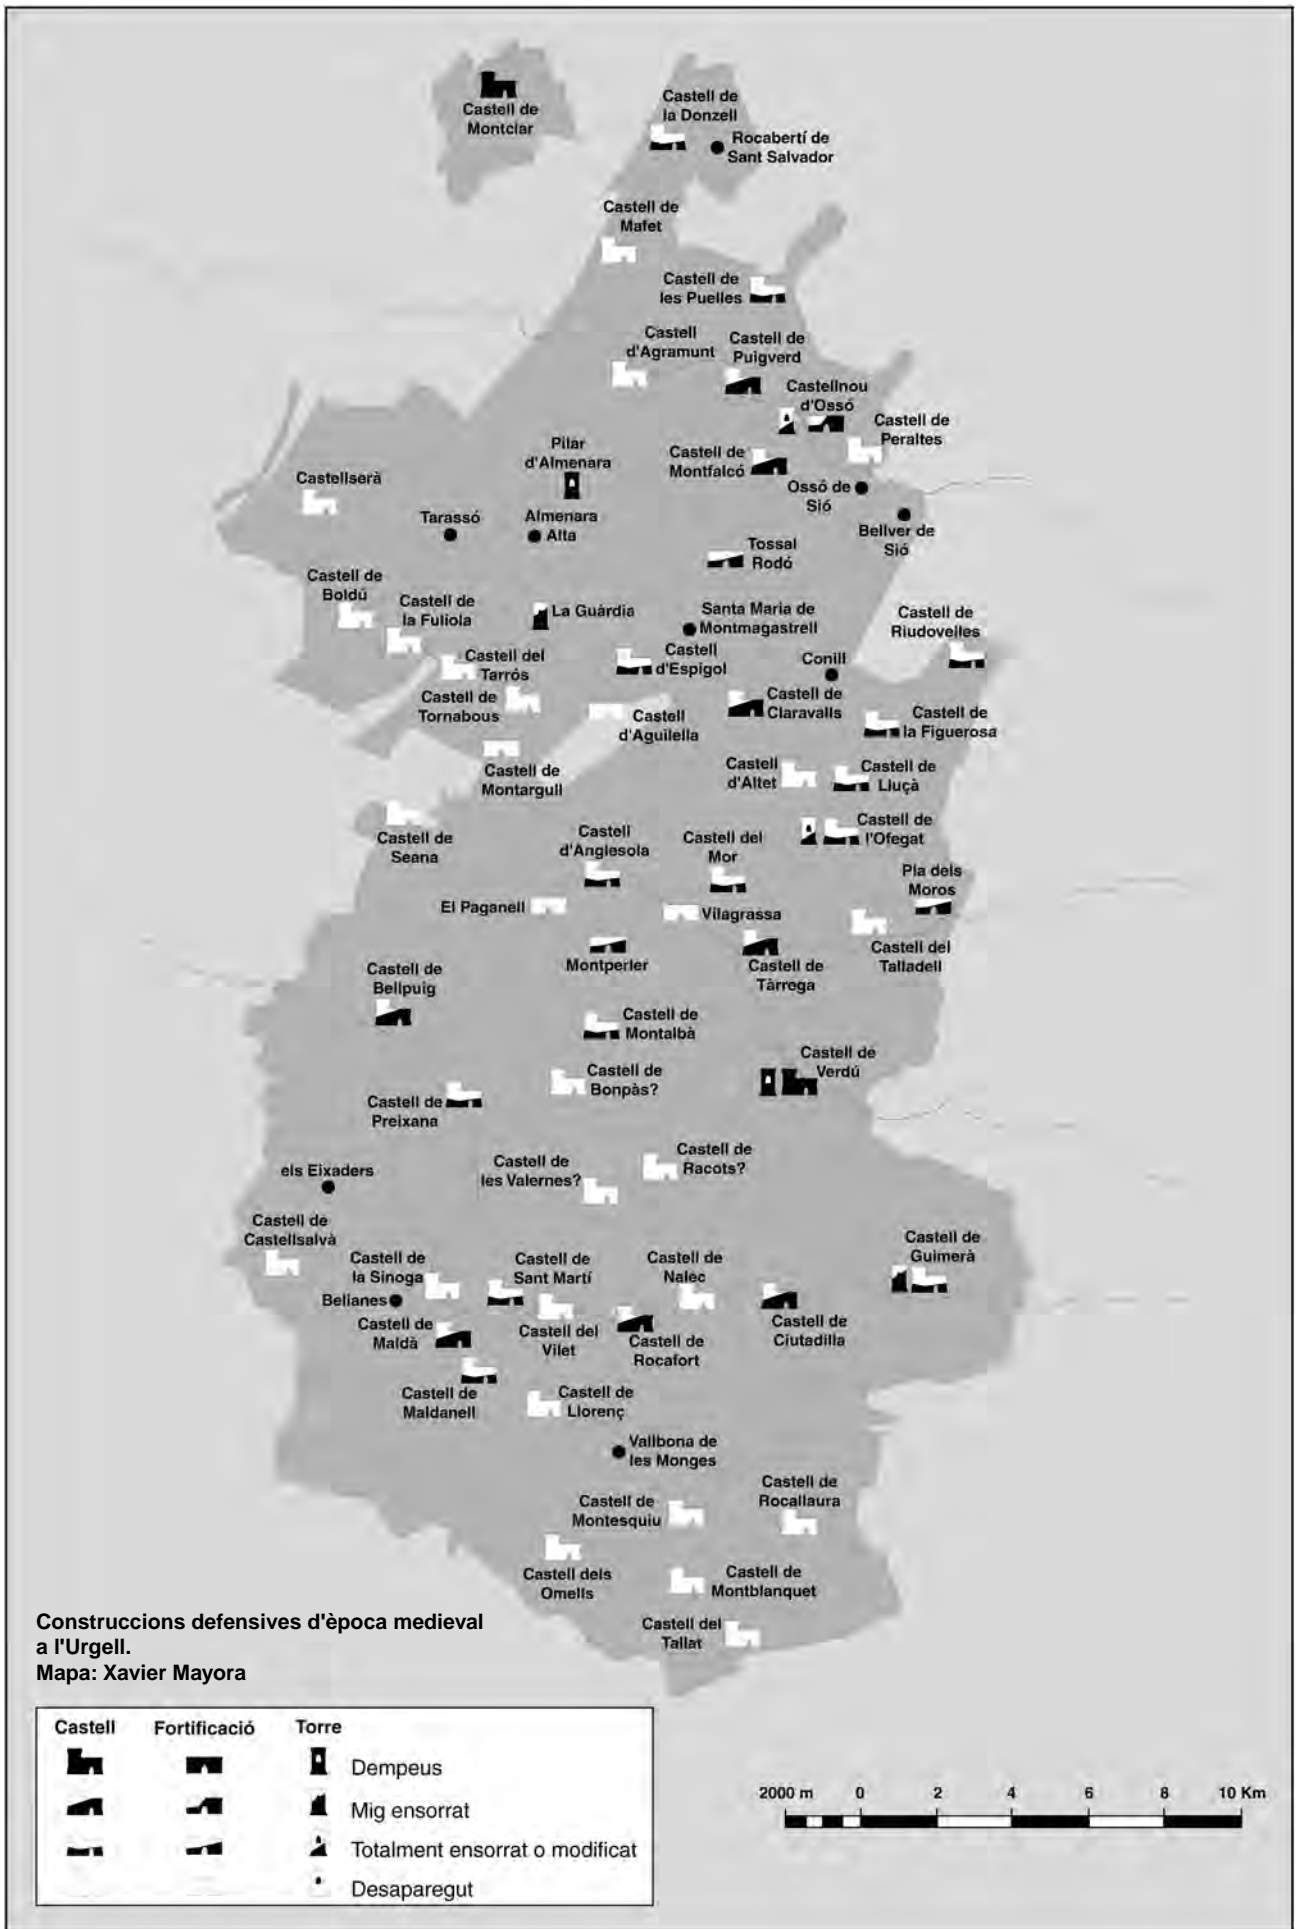 Castell de
Montclar
Castell de
la Donzell
Rocabertí de
Sant Salvador
Castell de
Mafet
Castell de
les Puelles
Castell
d'Agramunt
Castell de
Puigverd
Castellnou
d'Ossó
Castell de
Peraltes
Pilar
d'Almenara
Castell de
Montfalcó
Castellserà
Ossó de
Sió
Tarassó
Almenara
Alta
Bellver de
Sió
Tossal
Rodó
Castell de
Boldú
Castell de
la Fuliola
La Guàrdia
Santa Maria de
Montmagastrell
Castell de
Riudovelles
Castell del
Tarrós
Castell
d'Espígol
Conill
Castell de
Tornabous
Castell
d'Aguilella
Castell de
Claravalls
Castell de
la Figuerosa
Castell de
Montargull
Castell
d'Altet
Castell de
Lluçà
Castell de
Seana
Castell
d'Anglesola
Castell del
Mor
Castell de
l'Ofegat
Pla dels
Moros
El Paganell
Vilagrassa
Castell del
Talladell
Montperler
Castell de
Tàrrega
Castell de
Bellpuig
Castell de
Montalbà
Castell de
Verdú
Castell de
Bonpàs?
Castell de
Preixana
Castell de
Racots?
els Eixaders
Castell de
les Valernes?
Castell de
Castellsalvà
Castell de
la Sinoga
Castell de
Sant Martí
Castell de
Nalec
Castell de
Guimerà
Belianes
Castell de
Maldà
Castell del
Vilet
Castell de
Rocafort
Castell de
Ciutadilla
Castell de
Maldanell
Castell de
Llorenç
Vallbona de
les Monges
Castell de
Montesquiu
Castell de
Rocallaura
Castell dels
Omells
Castell de
Montblanquet
Castell del
Tallat
Construccions defensives d'època medieval
a l'Urgell.
Mapa: Xavier Mayora
Castell Fortificació Torre
Dempeus
Mig ensorrat
Totalment ensorrat o modificat
Desaparegut
2000 m 0 2 4 6 8 10 Km